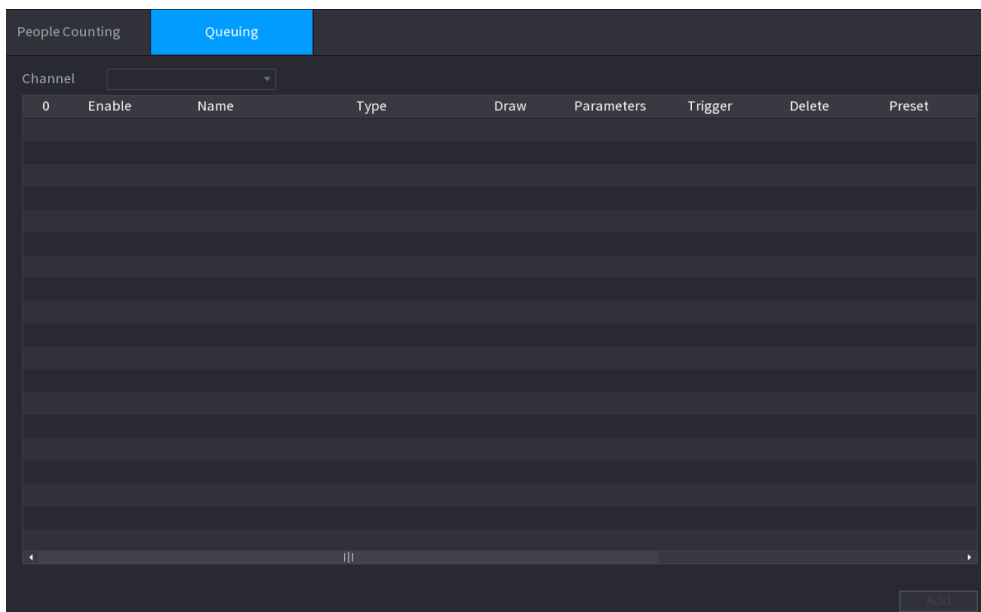 People Counting Queuing
Channel
0 Enable Name Type Draw Parameters Trigger Delete Preset
Add